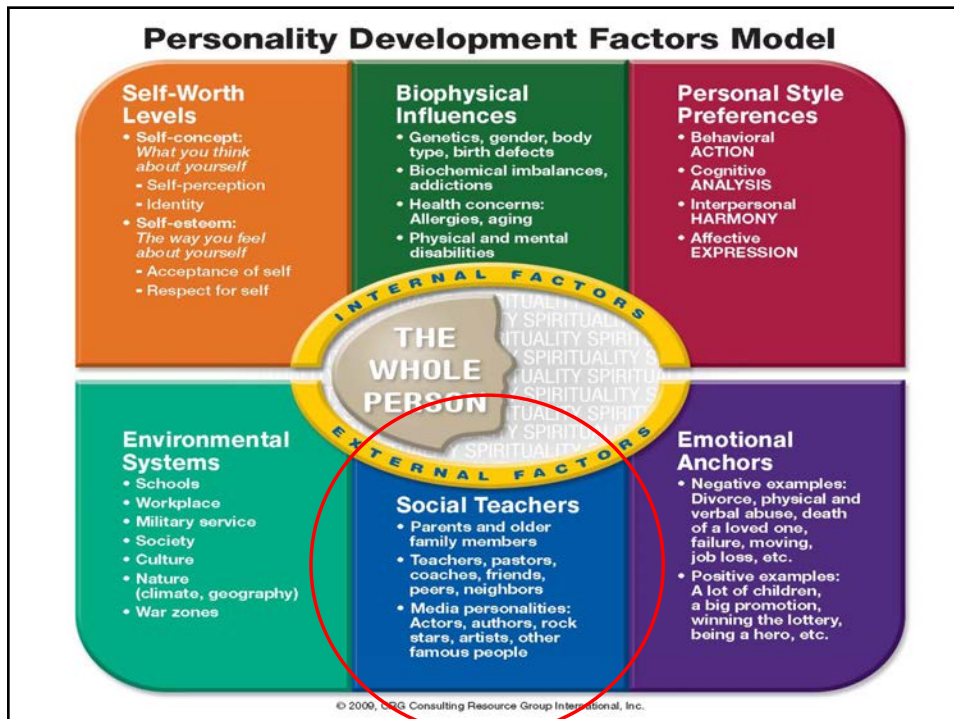 Personality Development Factors Model
Self-Worth
Levels
• Self-concept:
What you think
about yourself
- Self-perception
- Identity
• Self-esteem:
The way you feel
about yourself
- Acceptance of self
- Respect for self
Biophysical
Influences
• Genetics, gender, body
type, birth defects
• Biochemical imbalances,
addictions
• Health concerns:
Allergies, aging
• Physical and mental
disabilities
Personal Style
Preferences
• Behavioral
ACTION
• Cognitive
ANALYSIS
• Interpersonal
HARMONY
• Affective
EXPRESSION
INTERNAL FACTORS
THE
WHOLE
PERSON
SPIRITUALITY
EXTERNAL FACTORS
Environmental
Systems
• Schools
• Workplace
• Military service
• Society
• Culture
• Nature
(climate, geography)
• War zones
Social Teachers
• Parents and older
family members
• Teachers, pastors,
coaches, friends,
peers, neighbors
• Media personalities:
Actors, authors, rock
stars, artists, other
famous people
Emotional
Anchors
• Negative examples:
Divorce, physical and
verbal abuse, death
of a loved one,
failure, moving,
job loss, etc.
• Positive examples:
A lot of children,
a big promotion,
winning the lottery,
being a hero, etc.
© 2009, CRG Consulting Resource Group International, Inc.